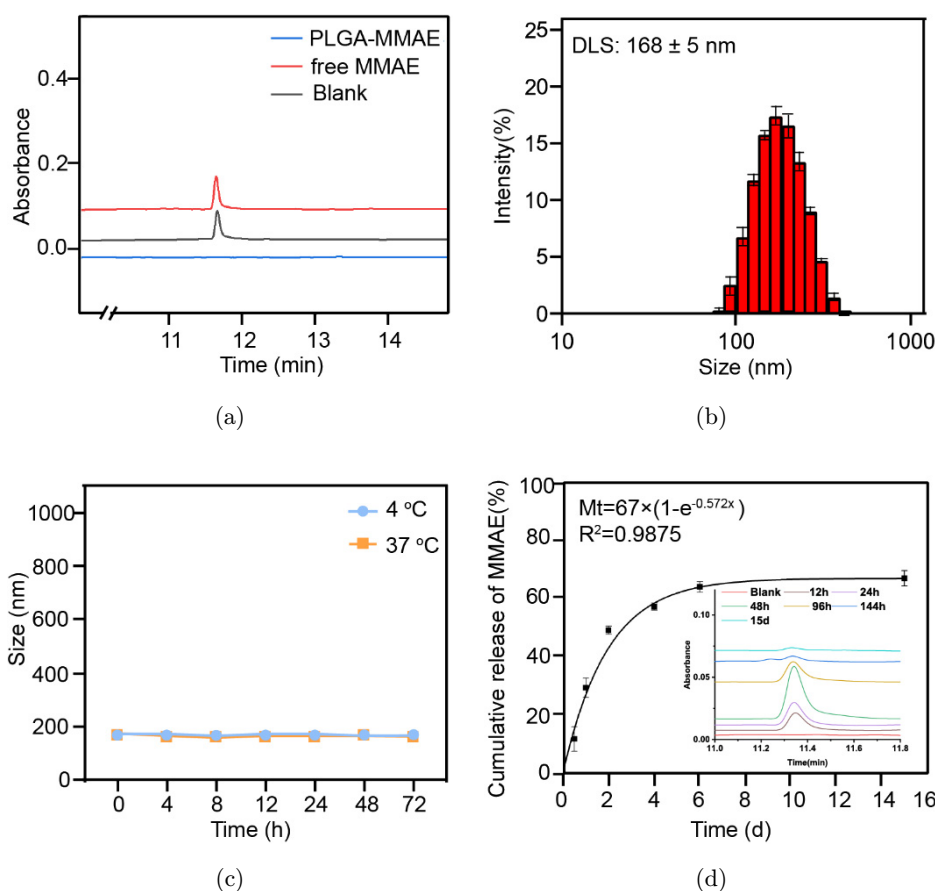 PLGA-MMAE
free MMAE
Blank
0.4
0.2
0.0
Absorbance
11 12 13 14
Time (min)
(a)
DLS: 168 ± 5 nm
25
20
15
10
5
0
Intensity(%)
10 100 1000
Size (nm)
(b)
4 °C
37 °C
1000
800
600
400
200
0
Size (nm)
0 4 8 12 24 48 72
Time (h)
(c)
Mt=67×(1-e-0.572x)
R2=0.9875
100
80
60
40
20
0
Cumulative release of MMAE(%)
0 2 4 6 8 10 12 14 16
Time (d)
Blank 12h 24h
48h 96h 144h
15d
0.10
0.05
0.00
Absorbance
11.0 11.2 11.4 11.6 11.8
Time(min)
(d)